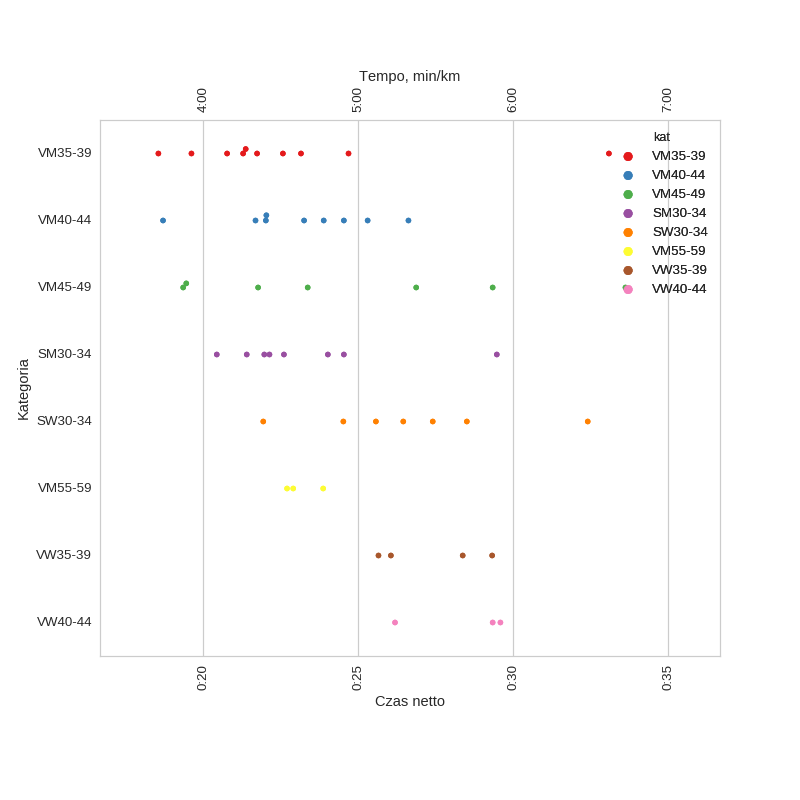 Tempo, min/km
4:00
5:00
6:00
7:00
kat
VM35-39
VM40-44
VM45-49
SM30-34
SW30-34
VM55-59
VW35-39
VW40-44
Kategoria
VM35-39
VM40-44
VM45-49
SM30-34
SW30-34
VM55-59
VW35-39
VW40-44
0:20
0:25
0:30
0:35
Czas netto